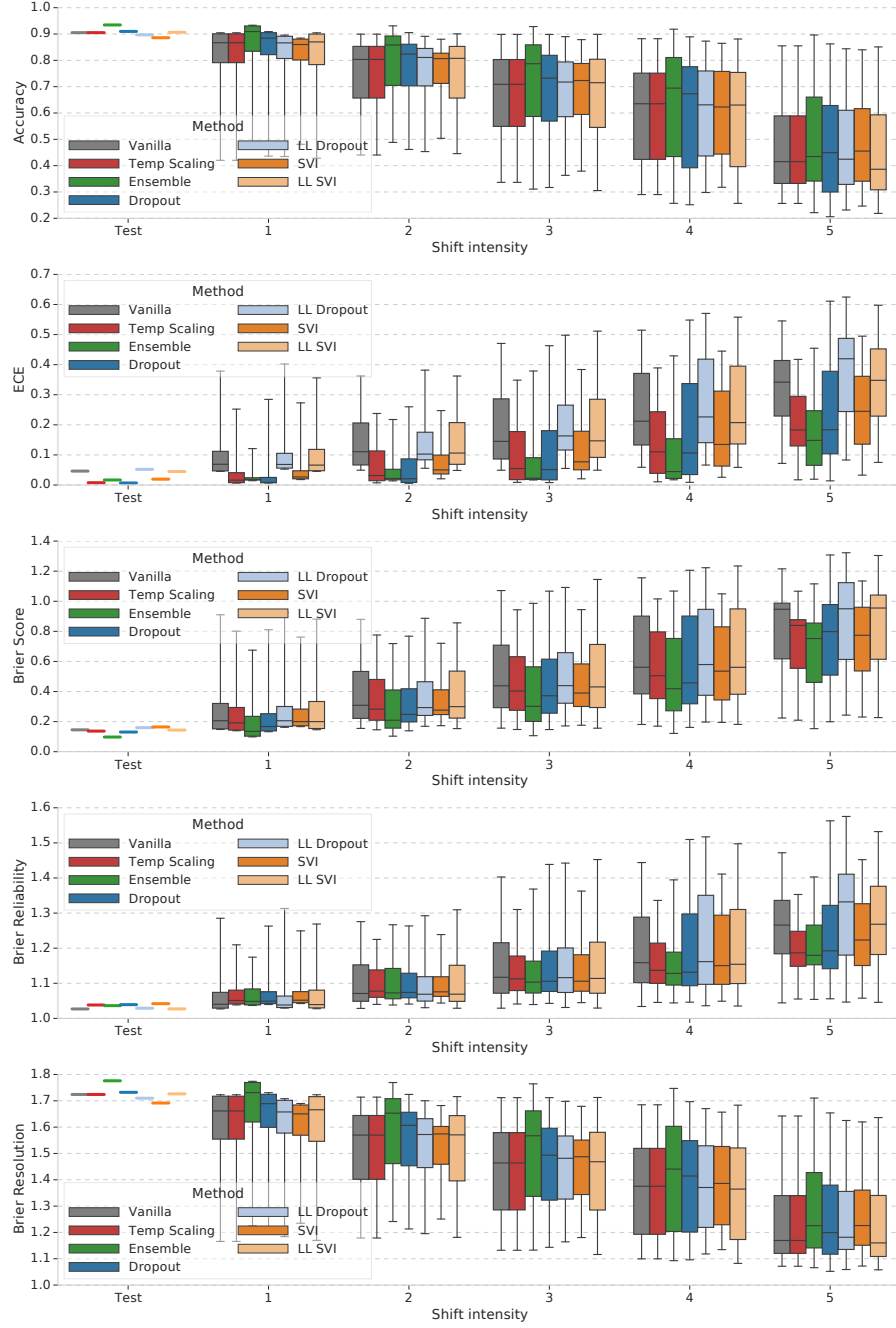 1.0
0.9
0.8
0.7
0.6
0.5
0.4
0.3
0.2
Accuracy
Method
Vanilla
Temp Scaling
Ensemble
Dropout
LL Dropout
SVI
LL SVI
Test 1 2 3 4 5
Shift intensity
0.7
0.6
0.5
0.4
0.3
0.2
0.1
0.0
ECE
Method
Vanilla
Temp Scaling
Ensemble
Dropout
LL Dropout
SVI
LL SVI
Test 1 2 3 4 5
Shift intensity
1.4
1.2
1.0
0.8
0.6
0.4
0.2
0.0
Brier Score
Method
Vanilla
Temp Scaling
Ensemble
Dropout
LL Dropout
SVI
LL SVI
Test 1 2 3 4 5
Shift intensity
1.6
1.5
1.4
1.3
1.2
1.1
1.0
Brier Reliability
Method
Vanilla
Temp Scaling
Ensemble
Dropout
LL Dropout
SVI
LL SVI
Test 1 2 3 4 5
Shift intensity
1.8
1.7
1.6
1.5
1.4
1.3
1.2
1.1
1.0
Brier Resolution
Method
Vanilla
Temp Scaling
Ensemble
Dropout
LL Dropout
SVI
LL SVI
Test 1 2 3 4 5
Shift intensity